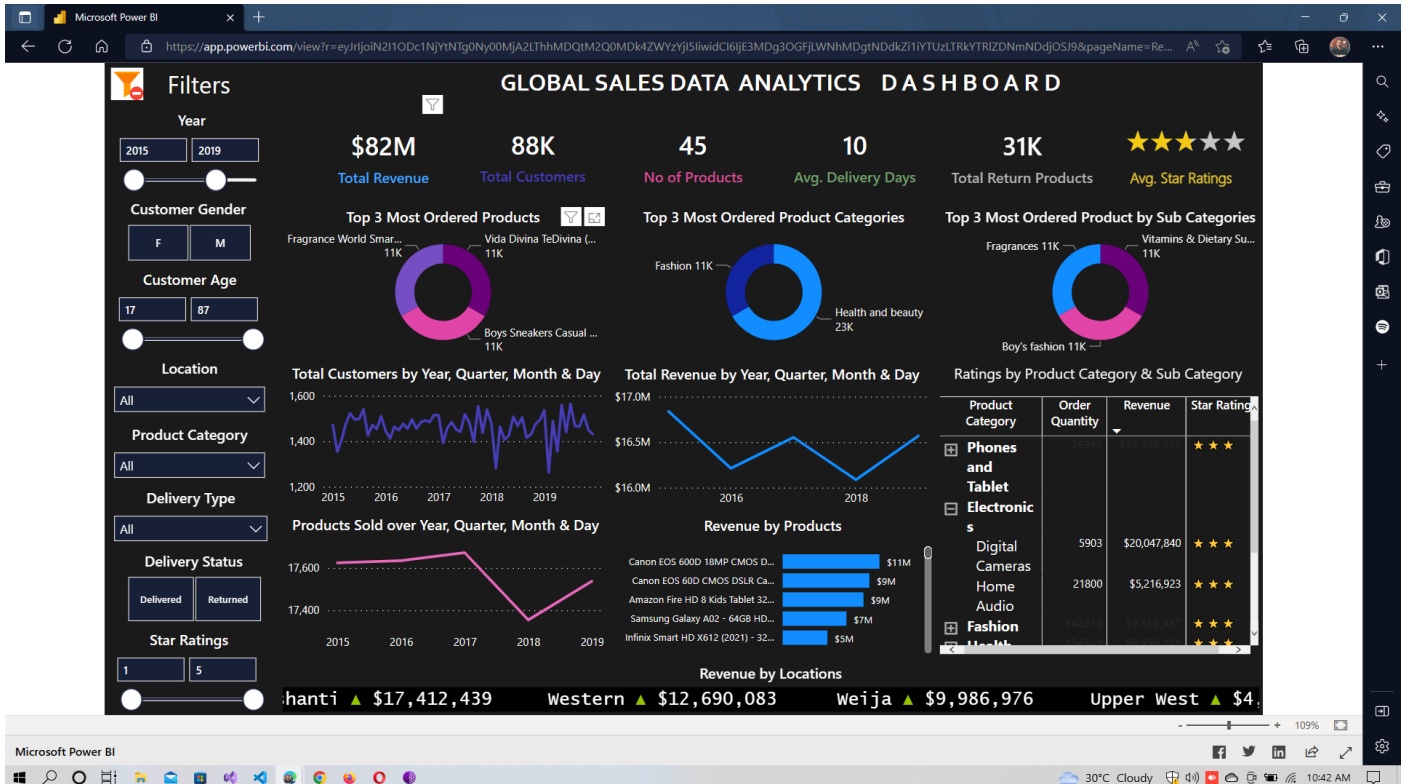 Microsoft Power BI
https://app.powerbi.com/view?r=eyJrIjoiN2I1ODc1NjYtNTg0Ny00MjA2LThhMDQtM2Q0MDk4ZWYzYjI5IiwidCI6IjE3MDg3OGFjLWNhMDgtNDdkZi1iYTUzLTRkYTRlZDNmNDdjOSJ9&pageName=Re...
Filters
GLOBAL SALES DATA ANALYTICS DASHBOARD
Year
2015 2019
$82M 88K 45 10 31K
Total Revenue Total Customers No of Products Avg. Delivery Days Total Return Products Avg. Star Ratings
Customer Gender
F M
Customer Age
17 87
Location
All
Product Category
All
Delivery Type
All
Delivery Status
Delivered Returned
Star Ratings
1 5
Top 3 Most Ordered Products
Fragrance World Smar...
11K
Vida Divina TeDivina (...
11K
Boys Sneakers Casual ...
11K
Top 3 Most Ordered Product Categories
Fashion 11K
Health and beauty
23K
Top 3 Most Ordered Product by Sub Categories
Fragrances 11K
Vitamins & Dietary Su...
11K
Boy's fashion 11K
Total Customers by Year, Quarter, Month & Day
1,600
1,400
1,200
2015 2016 2017 2018 2019
Total Revenue by Year, Quarter, Month & Day
$17.0M
$16.5M
$16.0M
2016 2018
Ratings by Product Category & Sub Category
Product Category Order Quantity Revenue Star Rating
Phones and Tablet
Electronics
Digital Cameras 5903 $20,047,840
Home Audio 21800 $5,216,923
Fashion
Products Sold over Year, Quarter, Month & Day
17,600
17,400
2015 2016 2017 2018 2019
Revenue by Products
Canon EOS 600D 18MP CMOS D... $11M
Canon EOS 60D CMOS DSLR Ca... $9M
Amazon Fire HD 8 Kids Tablet 32... $9M
Samsung Galaxy A02 - 64GB HD... $7M
Infinix Smart HD X612 (2021) - 32... $5M
Revenue by Locations
hanti ▲ $17,412,439 Western ▲ $12,690,083 Weija ▲ $9,986,976 Upper West ▲ $4,
- + 109%
Microsoft Power BI
30°C Cloudy 10:42 AM